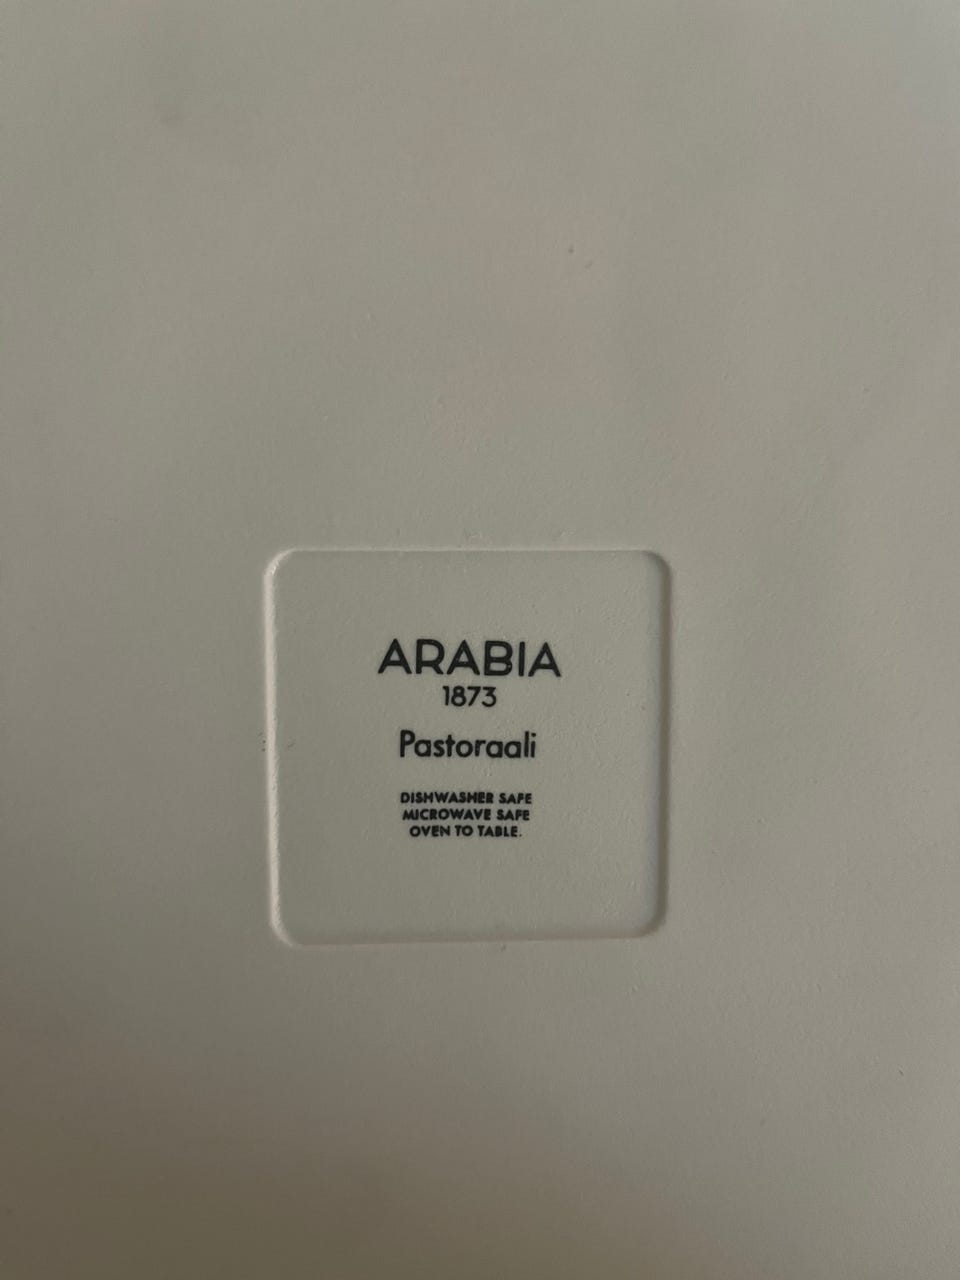 ARABIA
1873
Pastoraali
DISHWASHER SAFE
MICROWAVE SAFE
OVEN TO TABLE.